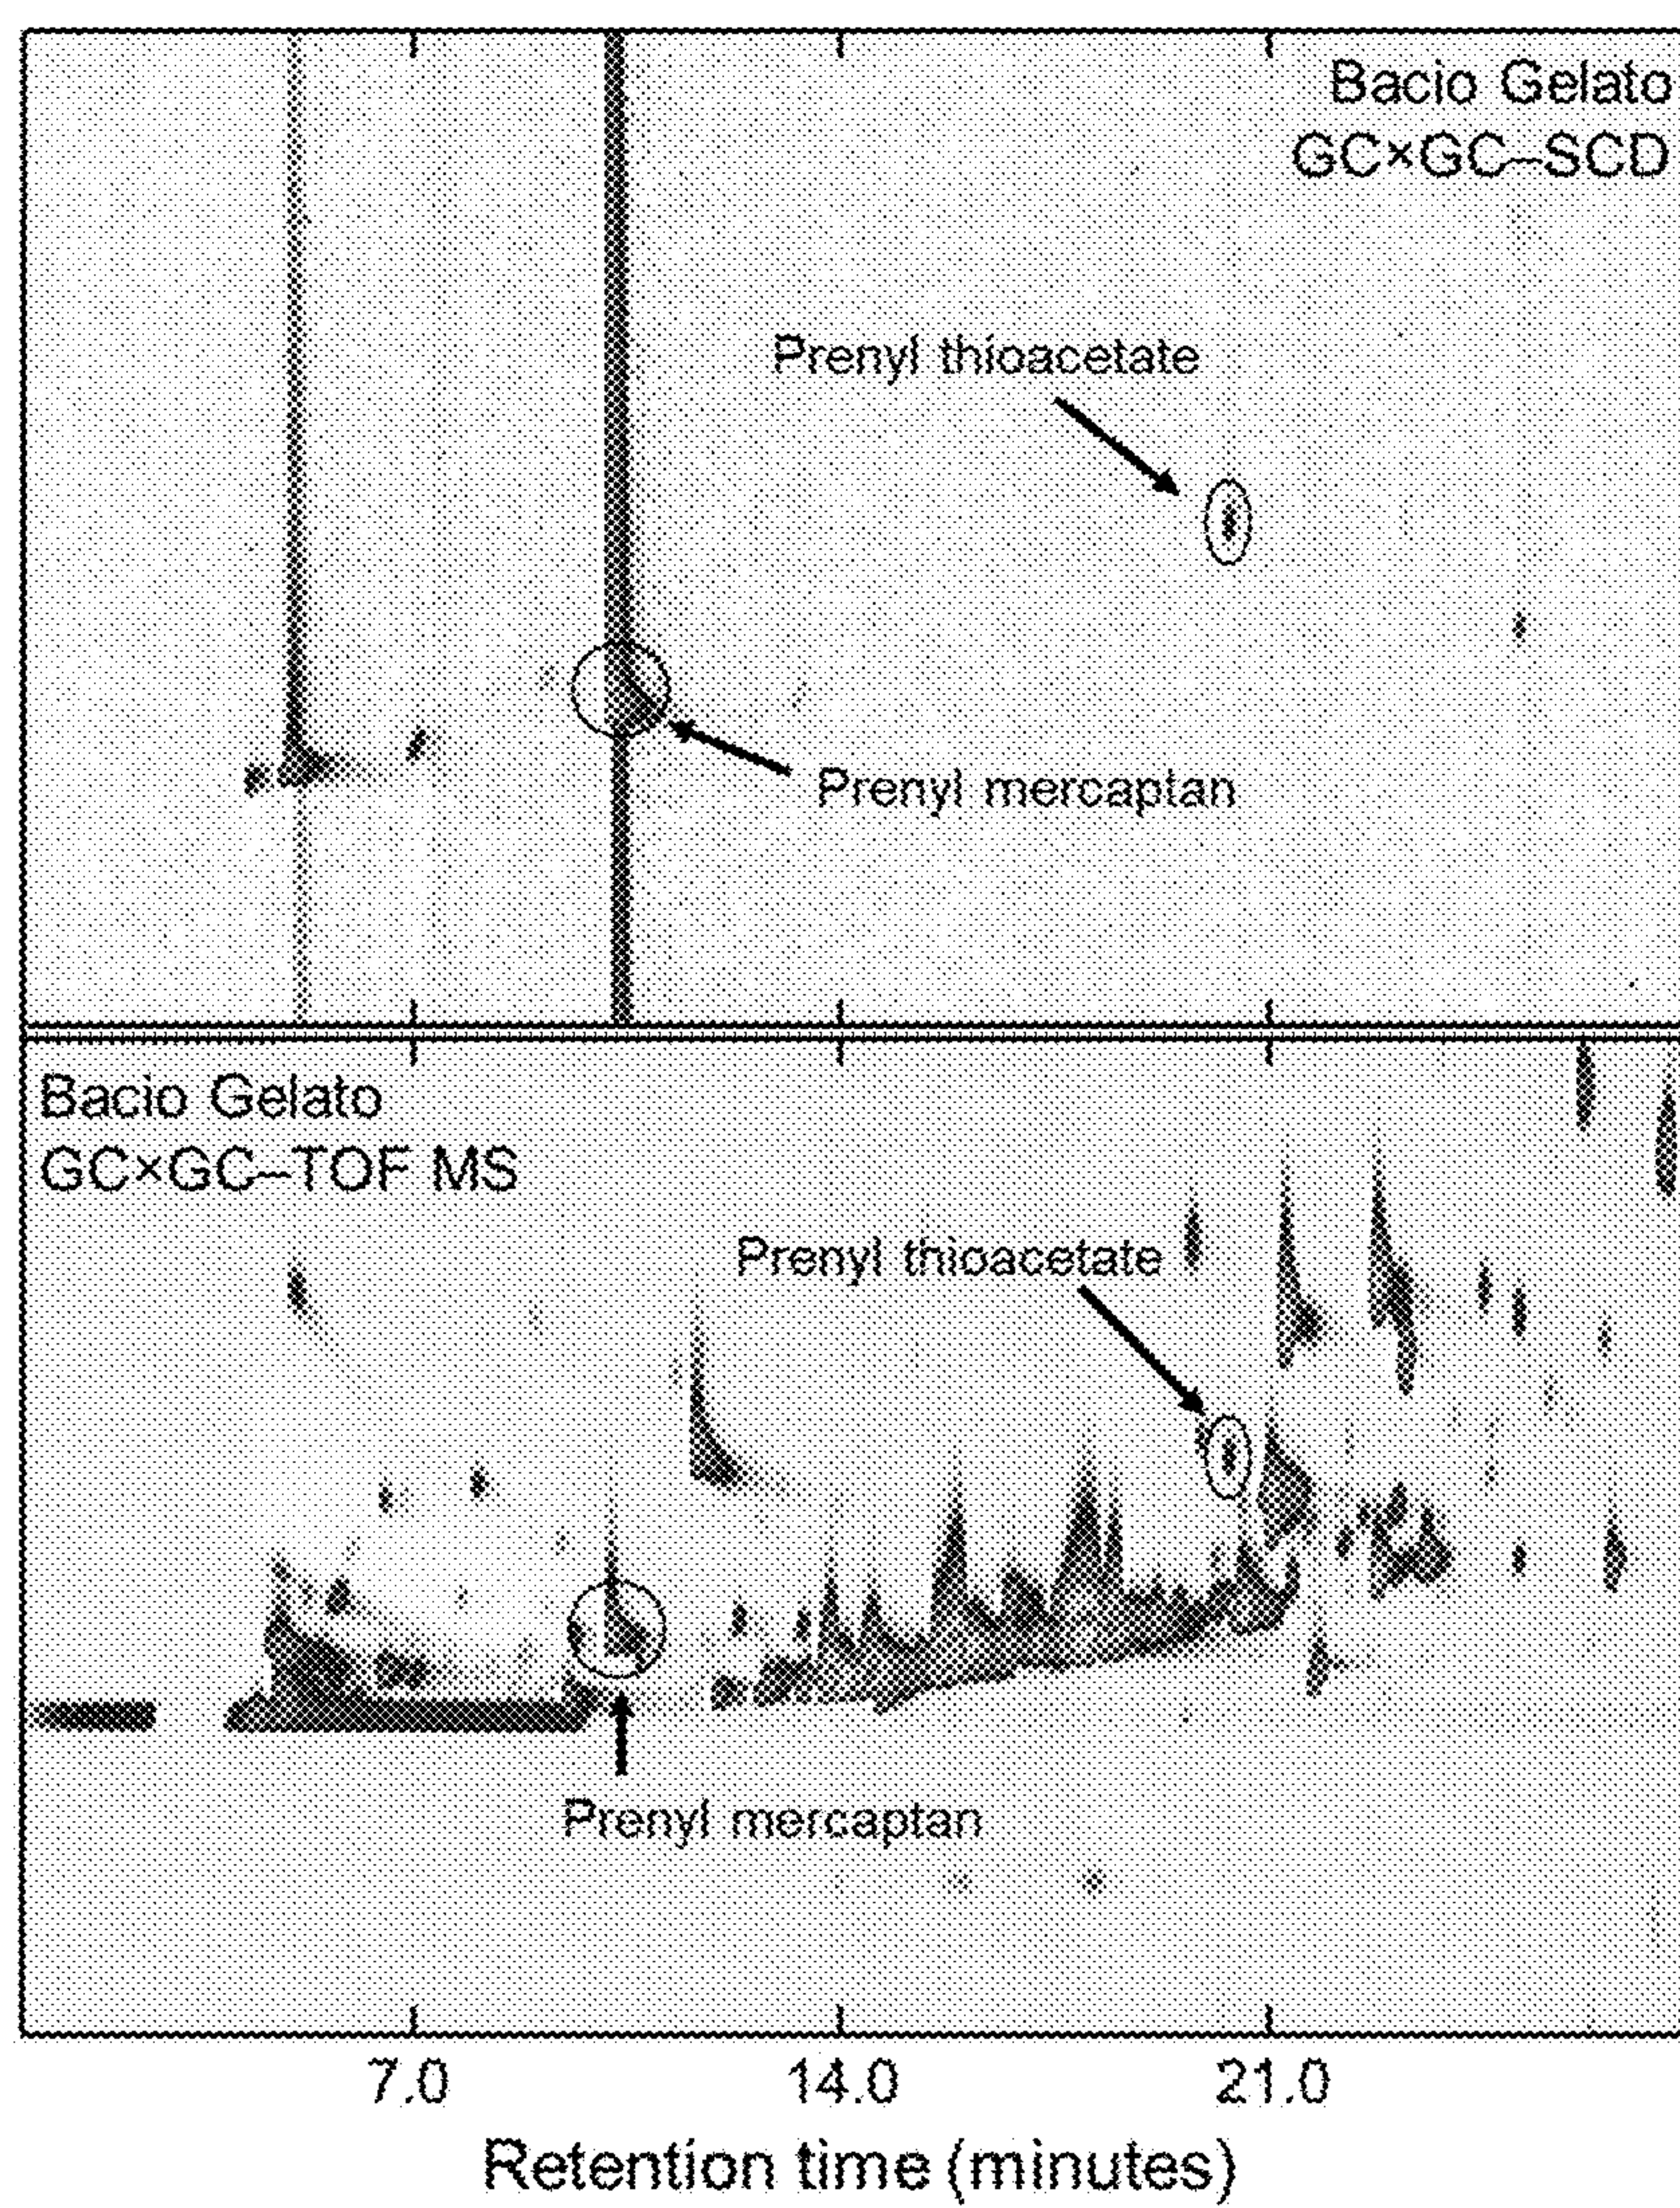 Bacio Gelato
GC×GC–SCD
Prenyl thioacetate
Prenyl mercaptan
Bacio Gelato
GC×GC–TOF MS
Prenyl thioacetate
Prenyl mercaptan
7.0 14.0 21.0
Retention time (minutes)